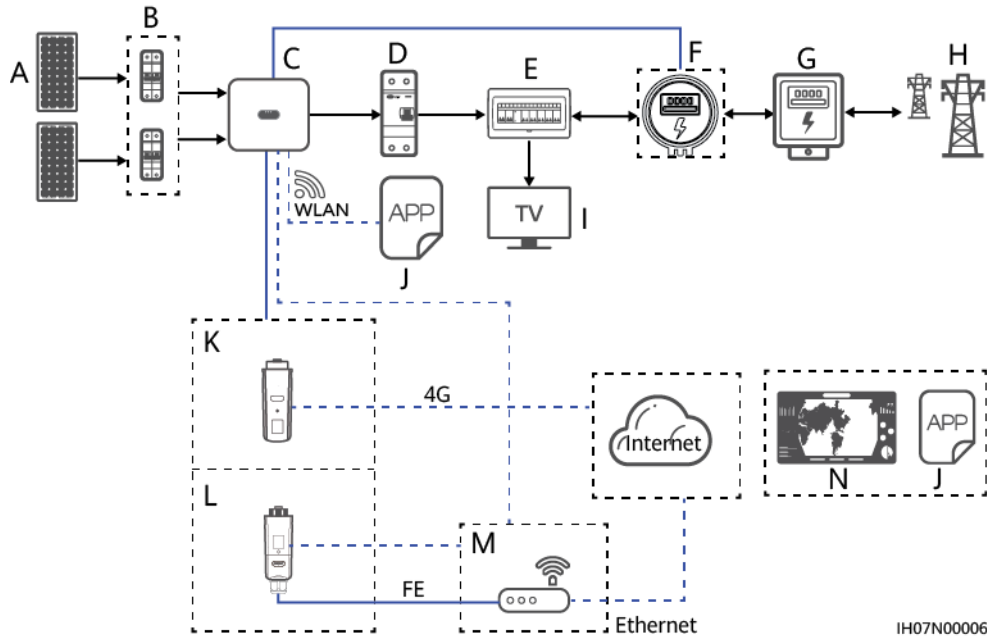 A
B
C
D
E
F
G
H
WLAN
APP
J
TV
I
K
4G
Internet
APP
N
J
L
M
FE
Ethernet
IH07N00006